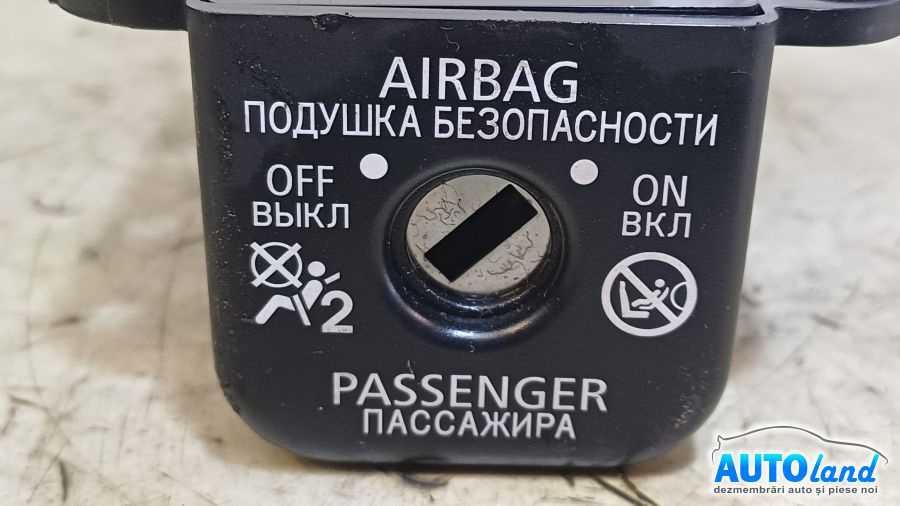 AIRBAG
ПОДУШКА БЕЗОПАСНОСТИ
OFF
ВЫКЛ
ON
ВКЛ
2
PASSENGER
ПАССАЖИРА
AUTOland
dezmembrări auto și piese noi